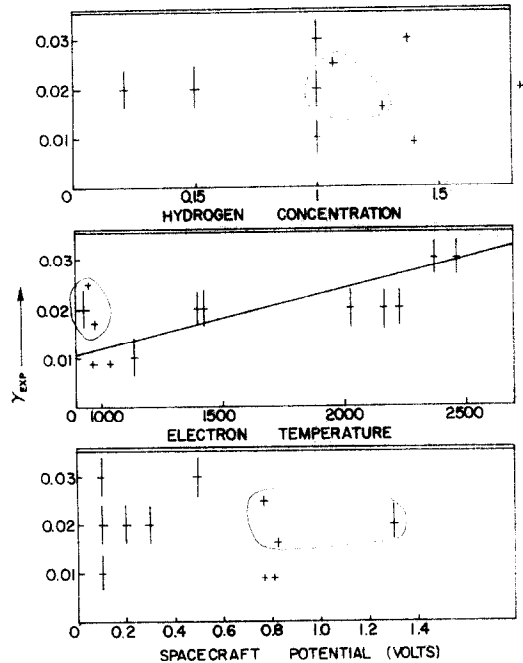 0.03
0.02
0.01
0 0.15 1 1.5
HYDROGEN CONCENTRATION
0.03
0.02
0.01
γEXP
0 1000 1500 2000 2500
ELECTRON TEMPERATURE
0.03
0.02
0.01
0 0.2 0.4 0.6 0.8 1.0 1.2 1.4
SPACECRAFT POTENTIAL (VOLTS)